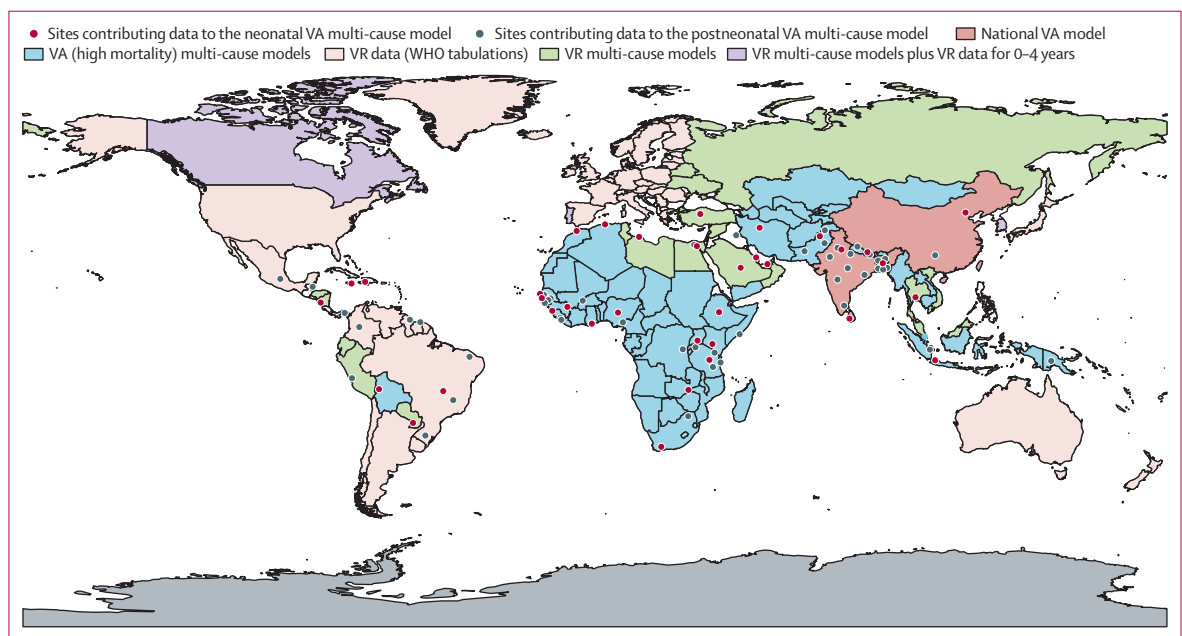 Sites contributing data to the neonatal VA multi-cause model Sites contributing data to the postneonatal VA multi-cause model National VA model
VA (high mortality) multi-cause models VR data (WHO tabulations) VR multi-cause models VR multi-cause models plus VR data for 0–4 years